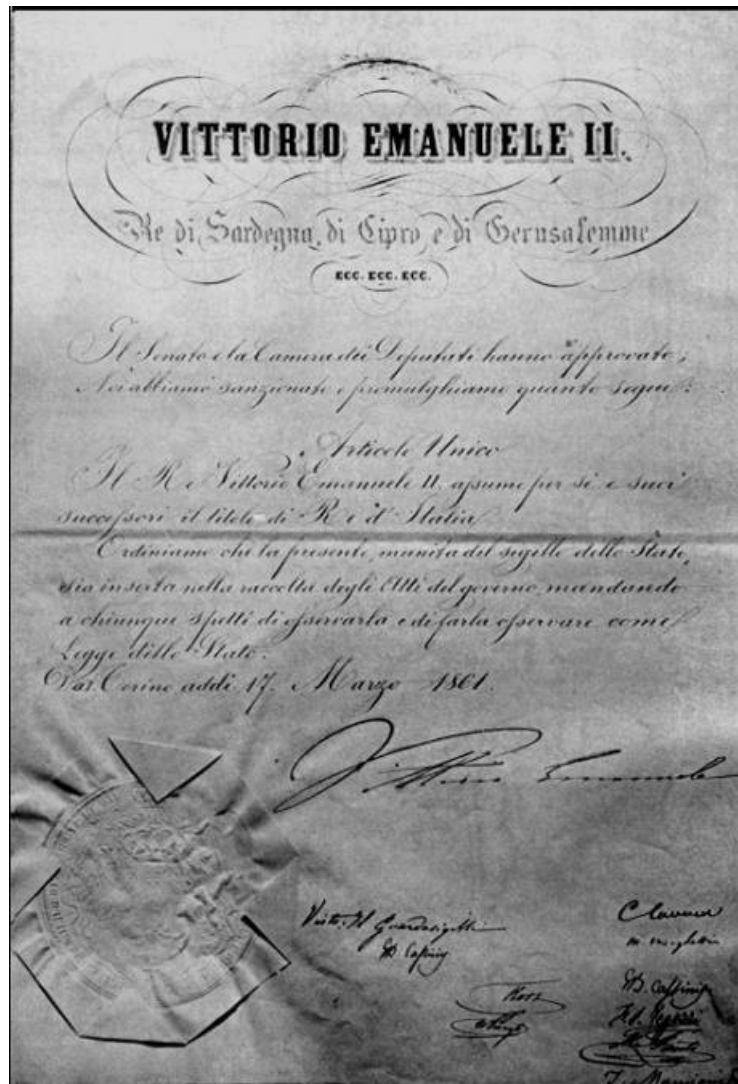 VITTORIO EMANUELE II.
Re di Sardegna, di Cipro e di Gerusalemme
ECC. ECC. ECC.
Il Senato e la Camera dei Deputati hanno approvato;
Noi abbiamo sanzionato e promulghiamo quanto segue:
Articolo Unico
Il Re Vittorio Emanuele II assume per sè e suoi
successori il titolo di Re d'Italia
Ordiniamo che la presente, munita del sigillo dello Stato,
sia inserta nella raccolta degli Atti del governo, mandando
a chiunque spetti di osservarla e di farla osservare come
Legge dello Stato.
Dat. Torino addì 17. Marzo 1861.
Vittorio Emanuele
Visto Il Guardasigilli
C Cavour
M. Minghetti
G.B. Cassinis
G.B. Cassinis